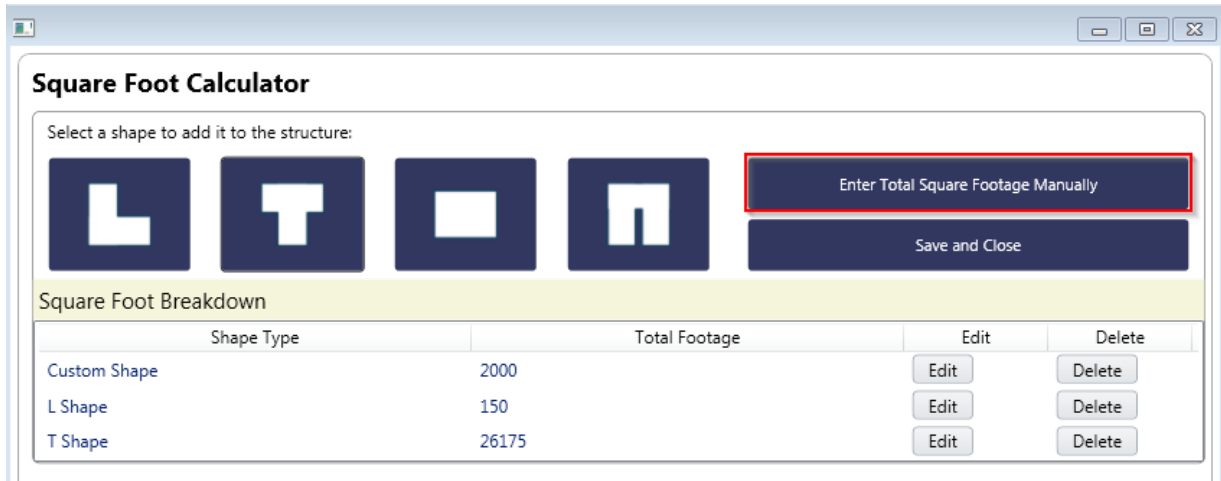 Square Foot Calculator
Select a shape to add it to the structure:
Enter Total Square Footage Manually
Save and Close
Square Foot Breakdown
Shape Type Total Footage Edit Delete
Custom Shape 2000 Edit Delete
L Shape 150 Edit Delete
T Shape 26175 Edit Delete